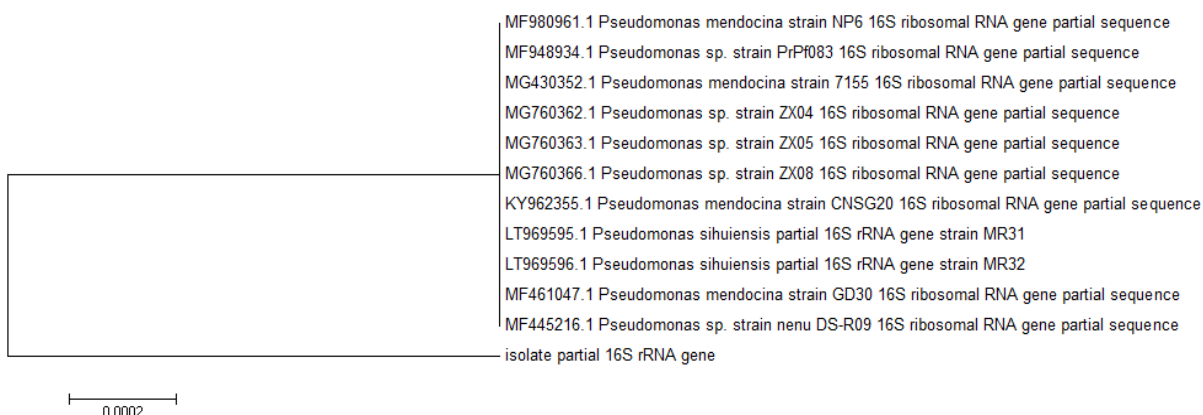 MF980961.1 Pseudomonas mendocina strain NP6 16S ribosomal RNA gene partial sequence
MF948934.1 Pseudomonas sp. strain PrPf083 16S ribosomal RNA gene partial sequence
MG430352.1 Pseudomonas mendocina strain 7155 16S ribosomal RNA gene partial sequence
MG760362.1 Pseudomonas sp. strain ZX04 16S ribosomal RNA gene partial sequence
MG760363.1 Pseudomonas sp. strain ZX05 16S ribosomal RNA gene partial sequence
MG760366.1 Pseudomonas sp. strain ZX08 16S ribosomal RNA gene partial sequence
KY962355.1 Pseudomonas mendocina strain CNSG20 16S ribosomal RNA gene partial sequence
LT969595.1 Pseudomonas sihuiensis partial 16S rRNA gene strain MR31
LT969596.1 Pseudomonas sihuiensis partial 16S rRNA gene strain MR32
MF461047.1 Pseudomonas mendocina strain GD30 16S ribosomal RNA gene partial sequence
MF445216.1 Pseudomonas sp. strain nenu DS-R09 16S ribosomal RNA gene partial sequence
isolate partial 16S rRNA gene
0.0002